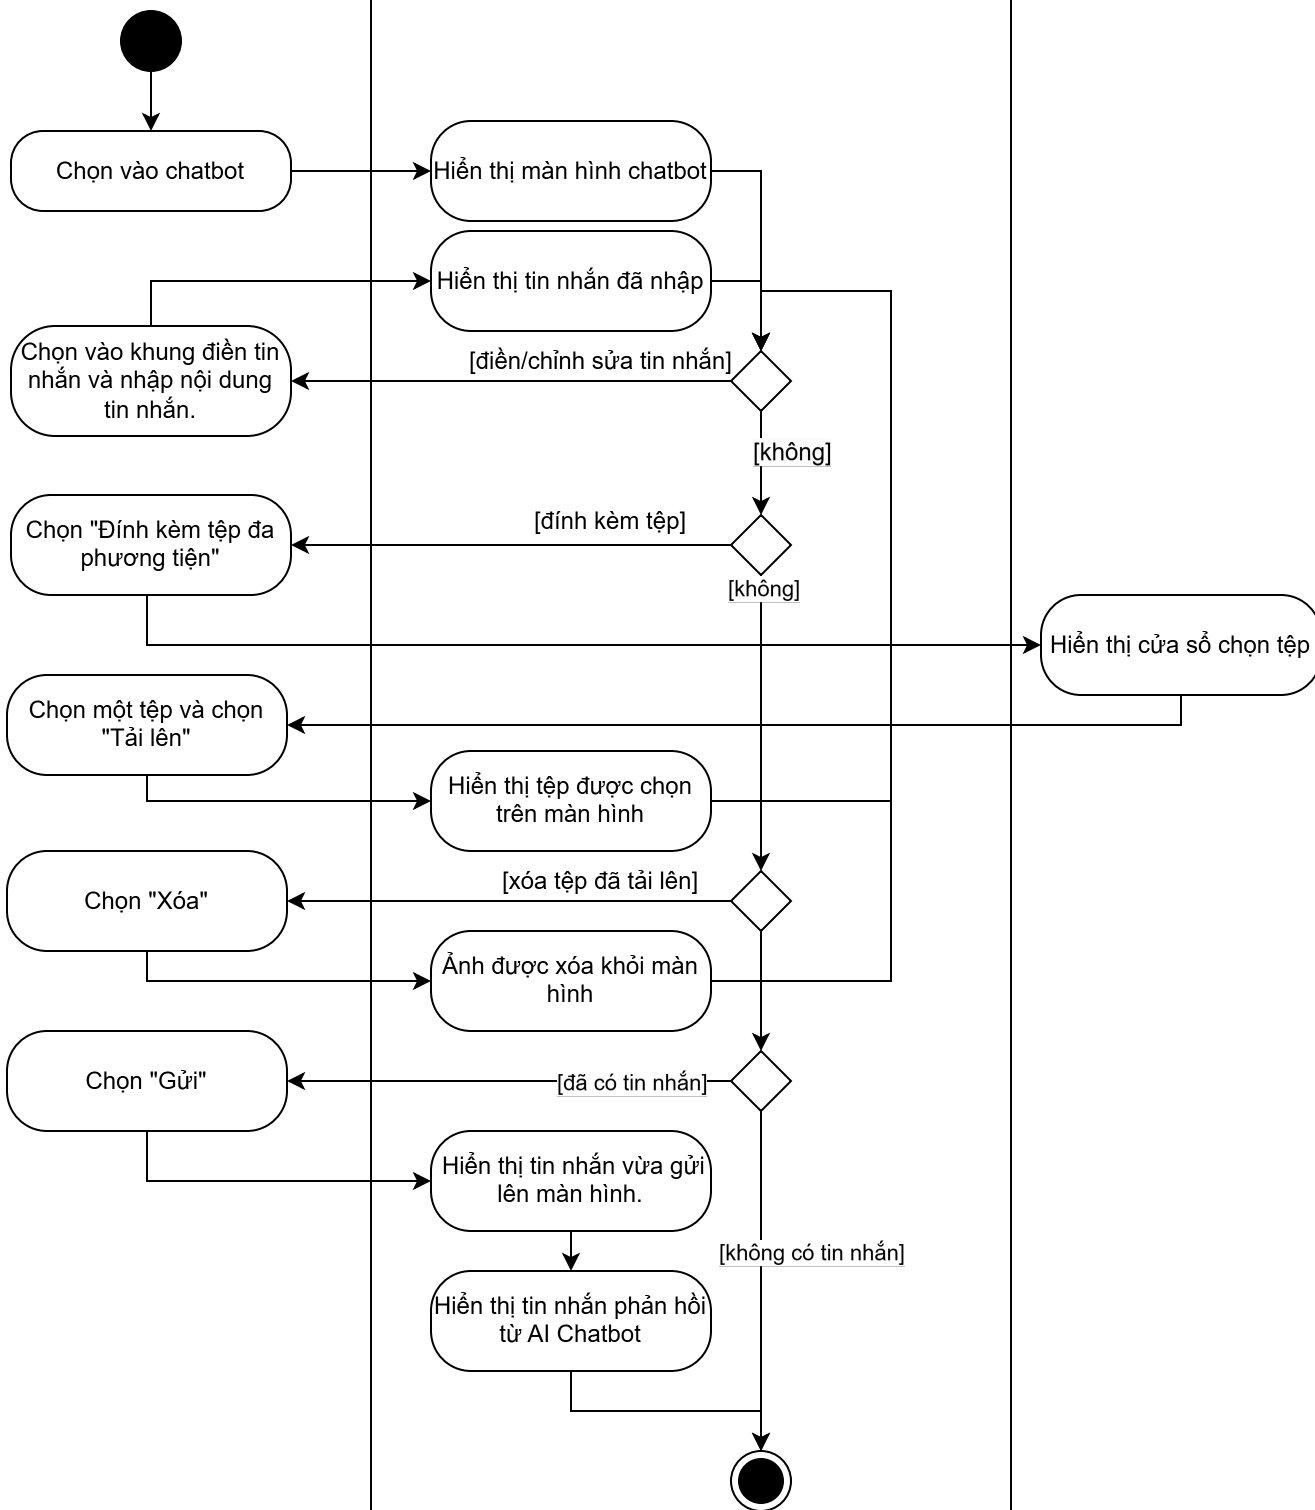 Chọn vào chatbot
Hiển thị màn hình chatbot
Hiển thị tin nhắn đã nhập
Chọn vào khung điền tin
nhắn và nhập nội dung
tin nhắn.
[điền/chỉnh sửa tin nhắn]
[không]
Chọn "Đính kèm tệp đa
phương tiện"
[đính kèm tệp]
[không]
Hiển thị cửa sổ chọn tệp
Chọn một tệp và chọn
"Tải lên"
Hiển thị tệp được chọn
trên màn hình
Chọn "Xóa"
[xóa tệp đã tải lên]
Ảnh được xóa khỏi màn
hình
Chọn "Gửi"
[đã có tin nhắn]
Hiển thị tin nhắn vừa gửi
lên màn hình.
[không có tin nhắn]
Hiển thị tin nhắn phản hồi
từ AI Chatbot